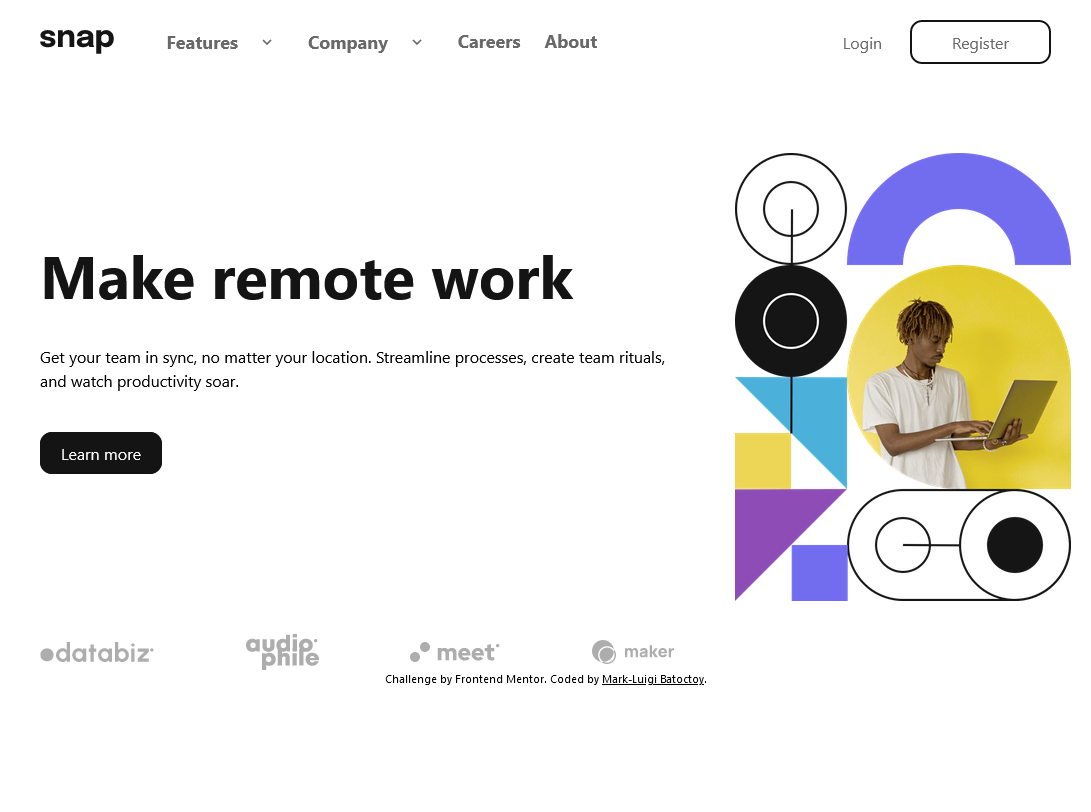 snap
Features
Company
Careers
About
Login
Register
Make remote work
Get your team in sync, no matter your location. Streamline processes, create team rituals,
and watch productivity soar.
Learn more
databiz
audio
phile
meet
maker
Challenge by Frontend Mentor. Coded by Mark-Luigi Batoctoy.